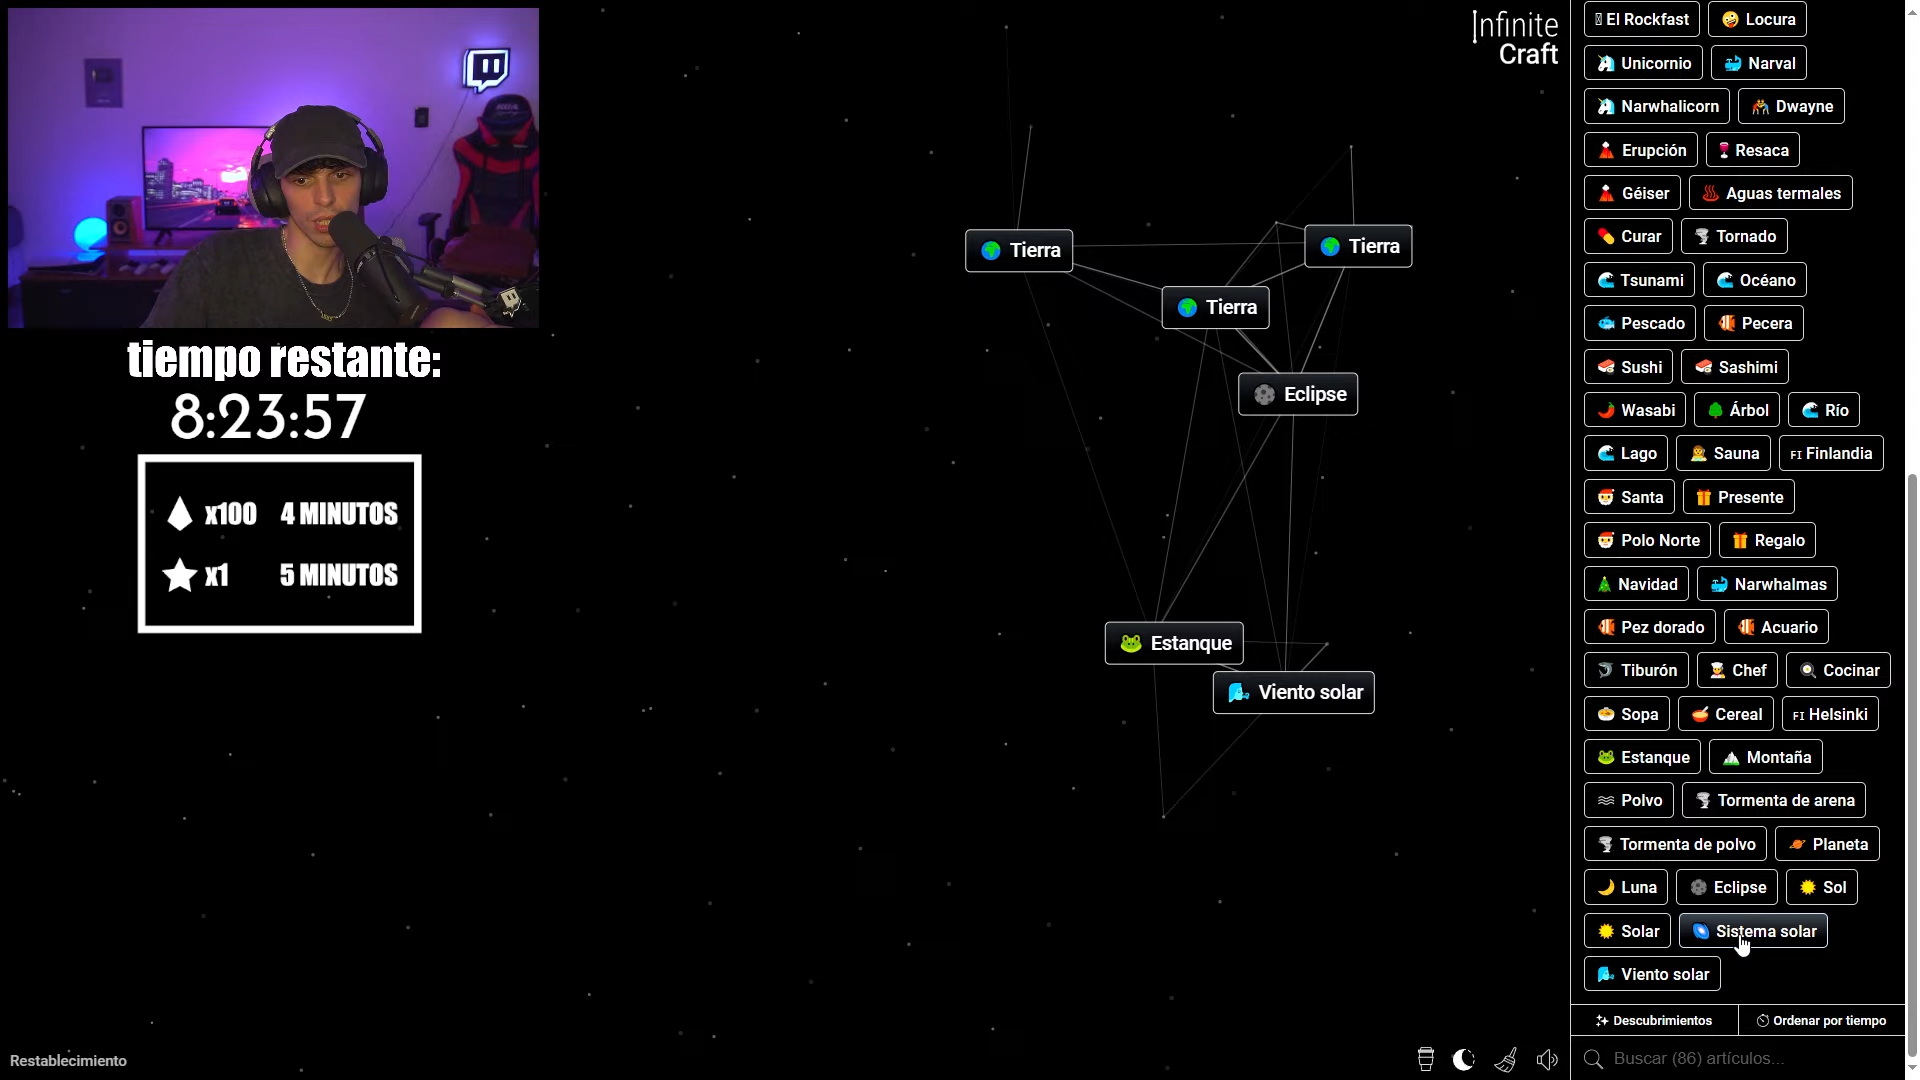 tiempo restante:
8:23:57
x100 4 MINUTOS
x1 5 MINUTOS
Infinite
Craft
Tierra
Tierra
Tierra
Eclipse
Estanque
Viento solar
El Rockfast Locura
Unicornio Narval
Narwhalicorn Dwayne
Erupción Resaca
Géiser Aguas termales
Curar Tornado
Tsunami Océano
Pescado Pecera
Sushi Sashimi
Wasabi Árbol Río
Lago Sauna FI Finlandia
Santa Presente
Polo Norte Regalo
Navidad Narwhalmas
Pez dorado Acuario
Tiburón Chef Cocinar
Sopa Cereal FI Helsinki
Estanque Montaña
Polvo Tormenta de arena
Tormenta de polvo Planeta
Luna Eclipse Sol
Solar Sistema solar
Viento solar
Descubrimientos Ordenar por tiempo
Buscar (86) artículos...
Restablecimiento